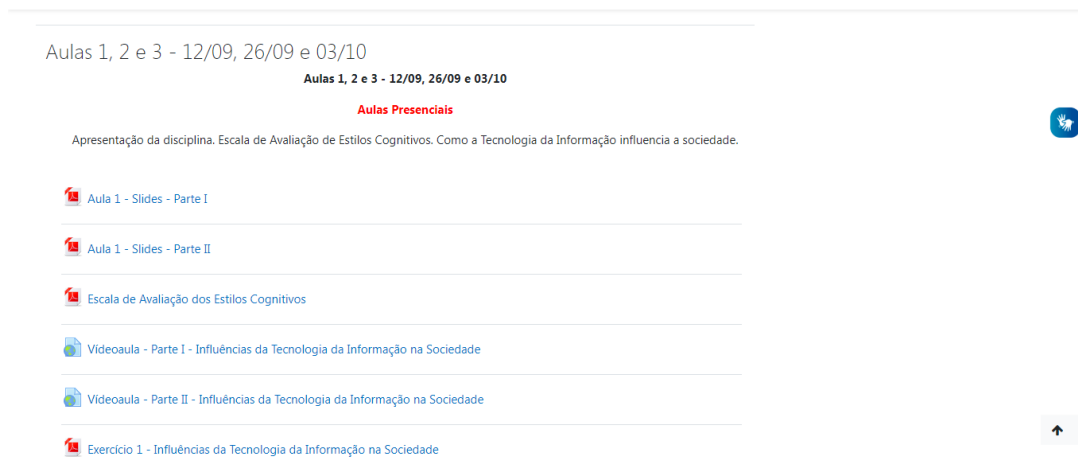 Aulas 1, 2 e 3 - 12/09, 26/09 e 03/10
Aulas 1, 2 e 3 - 12/09, 26/09 e 03/10
Aulas Presenciais
Apresentação da disciplina. Escala de Avaliação de Estilos Cognitivos. Como a Tecnologia da Informação influencia a sociedade.
Aula 1 - Slides - Parte I
Aula 1 - Slides - Parte II
Escala de Avaliação dos Estilos Cognitivos
Vídeoaula - Parte I - Influências da Tecnologia da Informação na Sociedade
Vídeoaula - Parte II - Influências da Tecnologia da Informação na Sociedade
Exercício 1 - Influências da Tecnologia da Informação na Sociedade